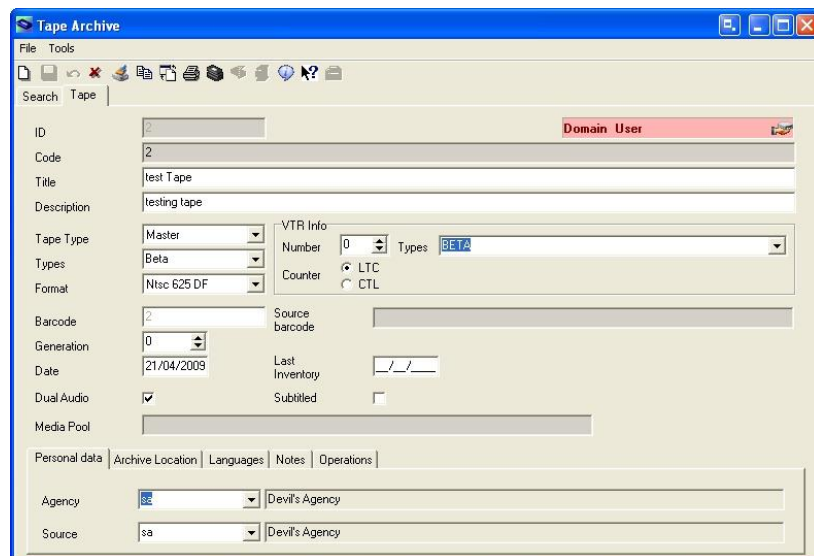 Tape Archive
File Tools
Search Tape
ID 2 Domain User
Code 2
Title test Tape
Description testing tape
VTR Info
Tape Type Master Number 0 Types BETA
Types Beta Counter LTC
Format Ntsc 625 DF CTL
Barcode 2 Source barcode
Generation 0
Date 21/04/2009 Last Inventory __/__/____
Dual Audio Subtitled
Media Pool
Personal data Archive Location Languages Notes Operations
Agency sa Devil's Agency
Source sa Devil's Agency